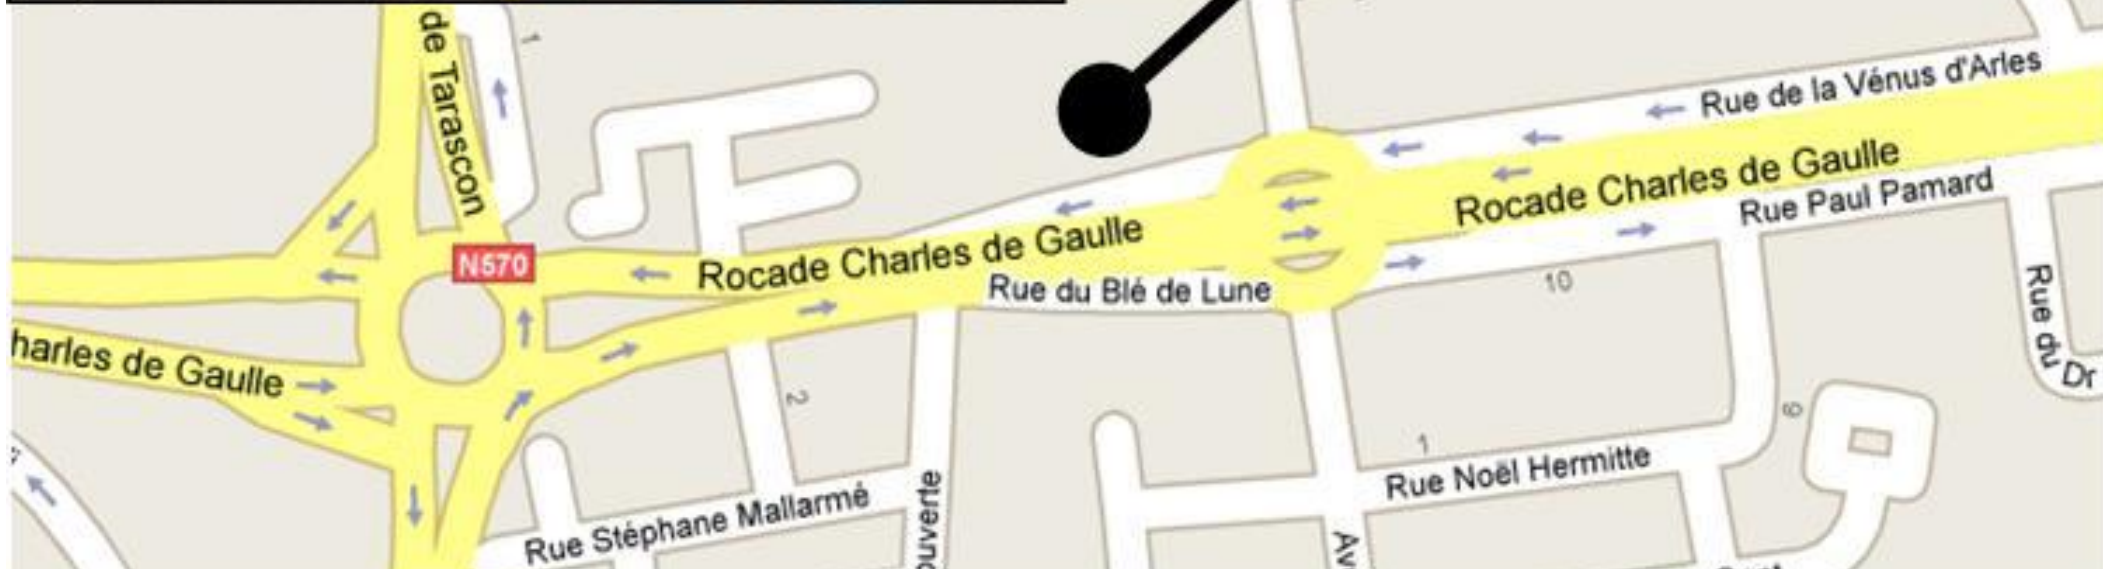 de Tarascon
1
Rue de la Vénus d'Arles
Rocade Charles de Gaulle
Rue Paul Pamard
N570
Rocade Charles de Gaulle
Rue du Blé de Lune
10
Rue du Dr
harles de Gaulle
2
9
1
Rue Noël Hermitte
Rue Stéphane Mallarmé
ouverte
Av